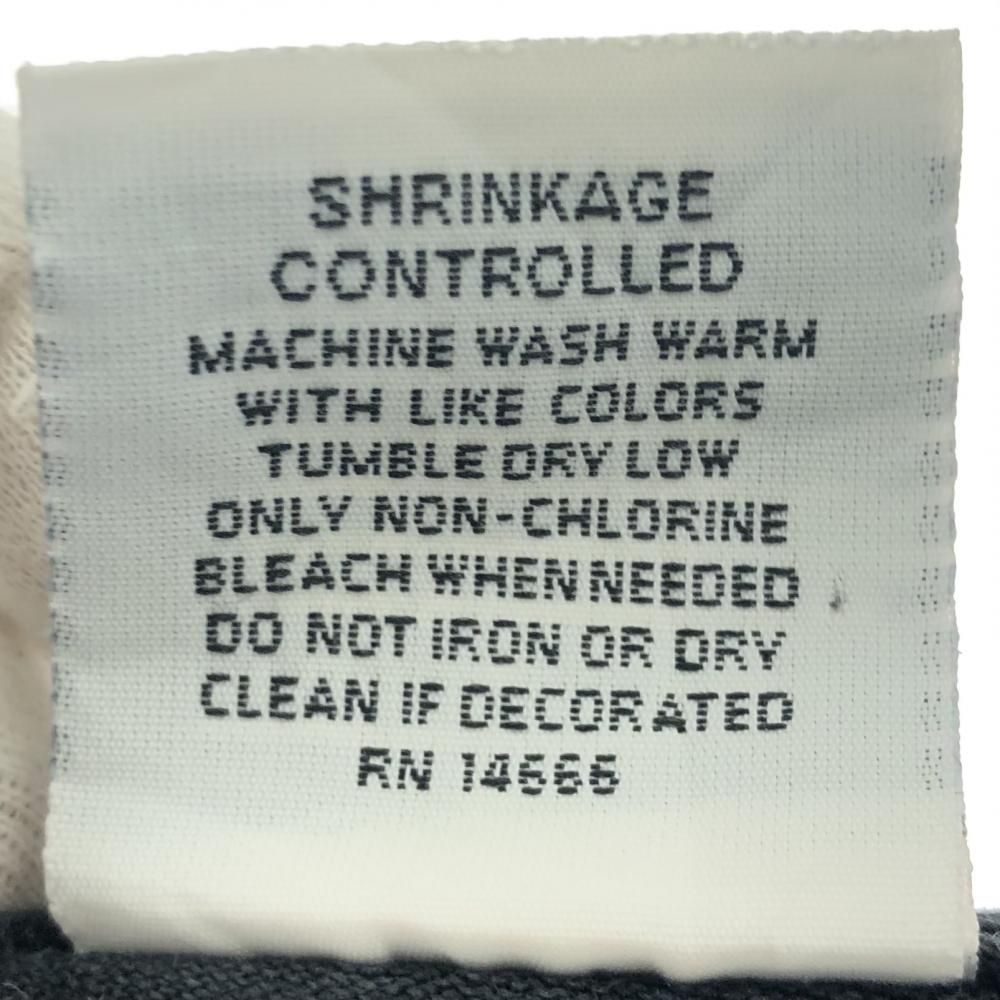 SHRINKAGE
CONTROLLED
MACHINE WASH WARM
WITH LIKE COLORS
TUMBLE DRY LOW
ONLY NON-CHLORINE
BLEACH WHEN NEEDED
DO NOT IRON OR DRY
CLEAN IF DECORATED
RN 14666